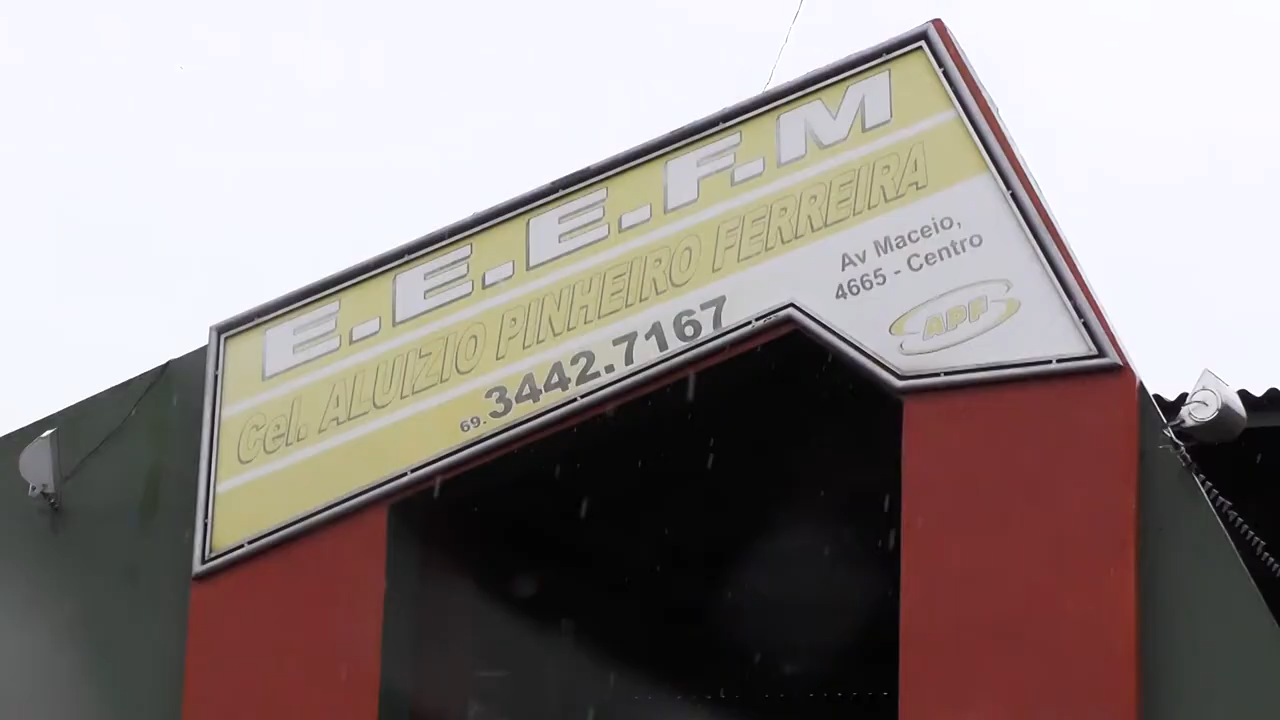 E.E.E.F.M
Cel. ALUIZIO PINHEIRO FERREIRA
69.3442.7167
Av Maceio,
4665 - Centro
APF